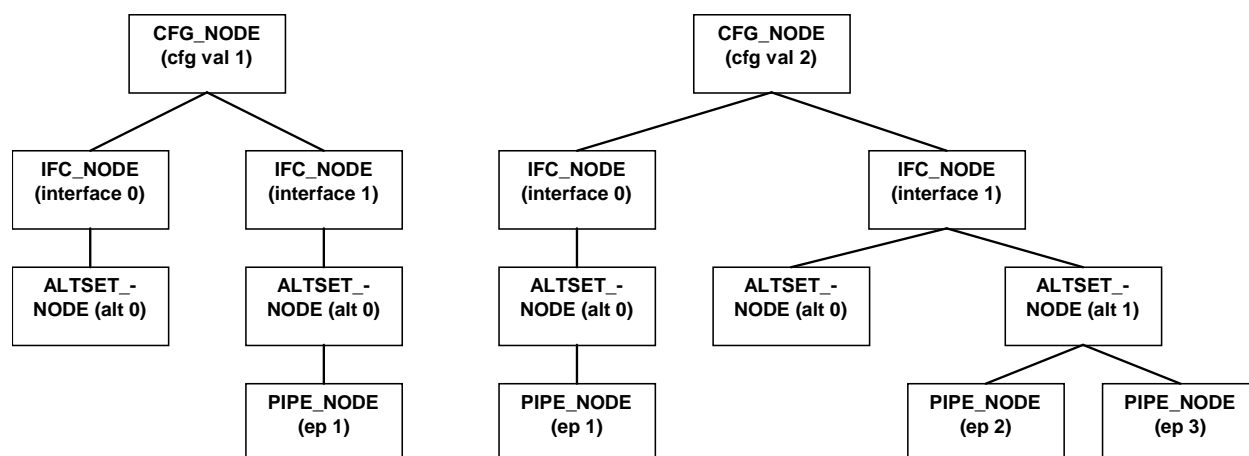 CFG_NODE
(cfg val 1)
CFG_NODE
(cfg val 2)
IFC_NODE
(interface 0)
IFC_NODE
(interface 1)
IFC_NODE
(interface 0)
IFC_NODE
(interface 1)
ALTSET_-
NODE (alt 0)
ALTSET_-
NODE (alt 0)
ALTSET_-
NODE (alt 0)
ALTSET_-
NODE (alt 0)
ALTSET_-
NODE (alt 1)
PIPE_NODE
(ep 1)
PIPE_NODE
(ep 1)
PIPE_NODE
(ep 2)
PIPE_NODE
(ep 3)